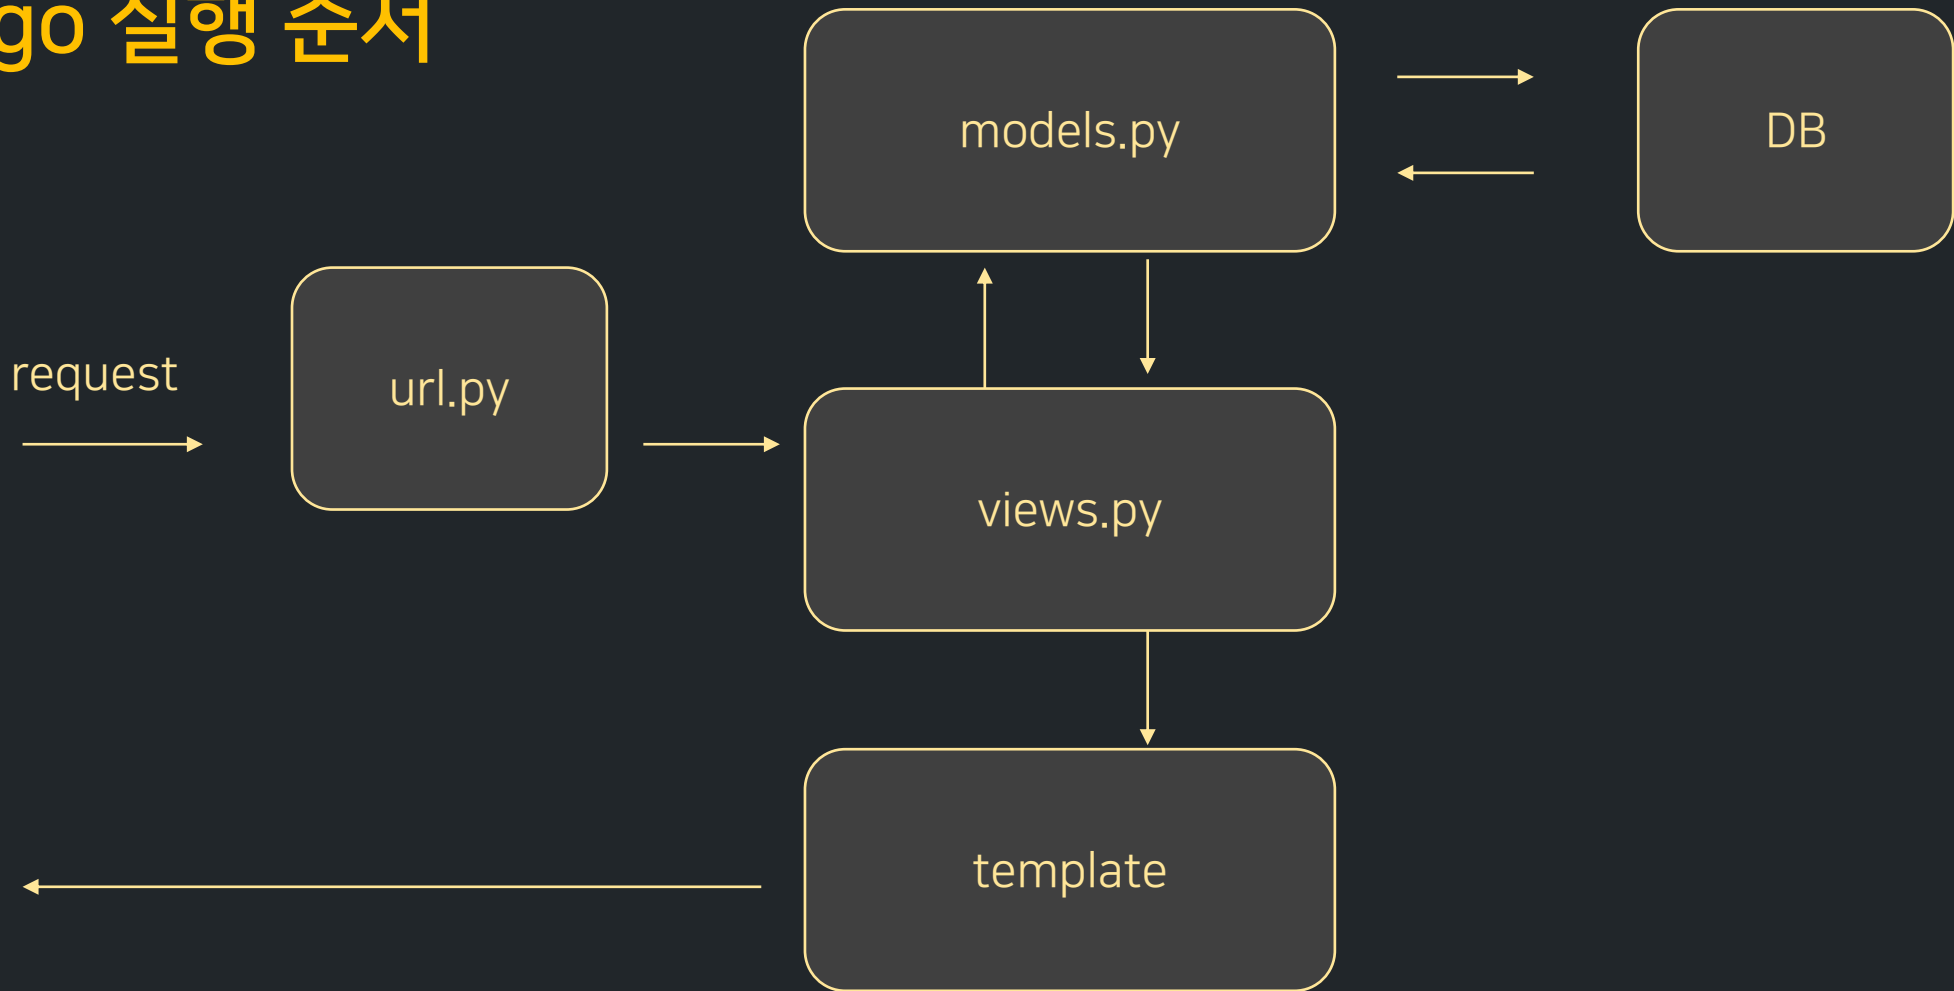 go 실행 순서
models.py
DB
request
url.py
views.py
template